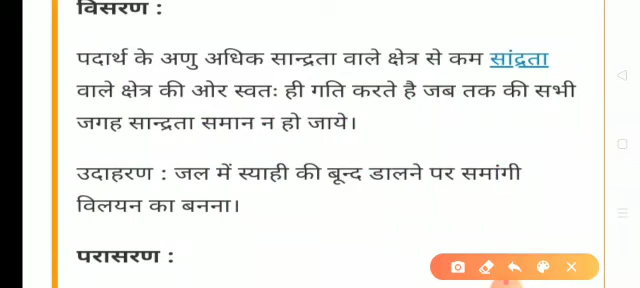 विसरण :
पदार्थ के अणु अधिक सान्द्रता वाले क्षेत्र से कम सांद्रता
वाले क्षेत्र की ओर स्वतः ही गति करते है जब तक की सभी
जगह सान्द्रता समान न हो जाये।
उदाहरण : जल में स्याही की बून्द डालने पर समांगी
विलयन का बनना।
परासरण :